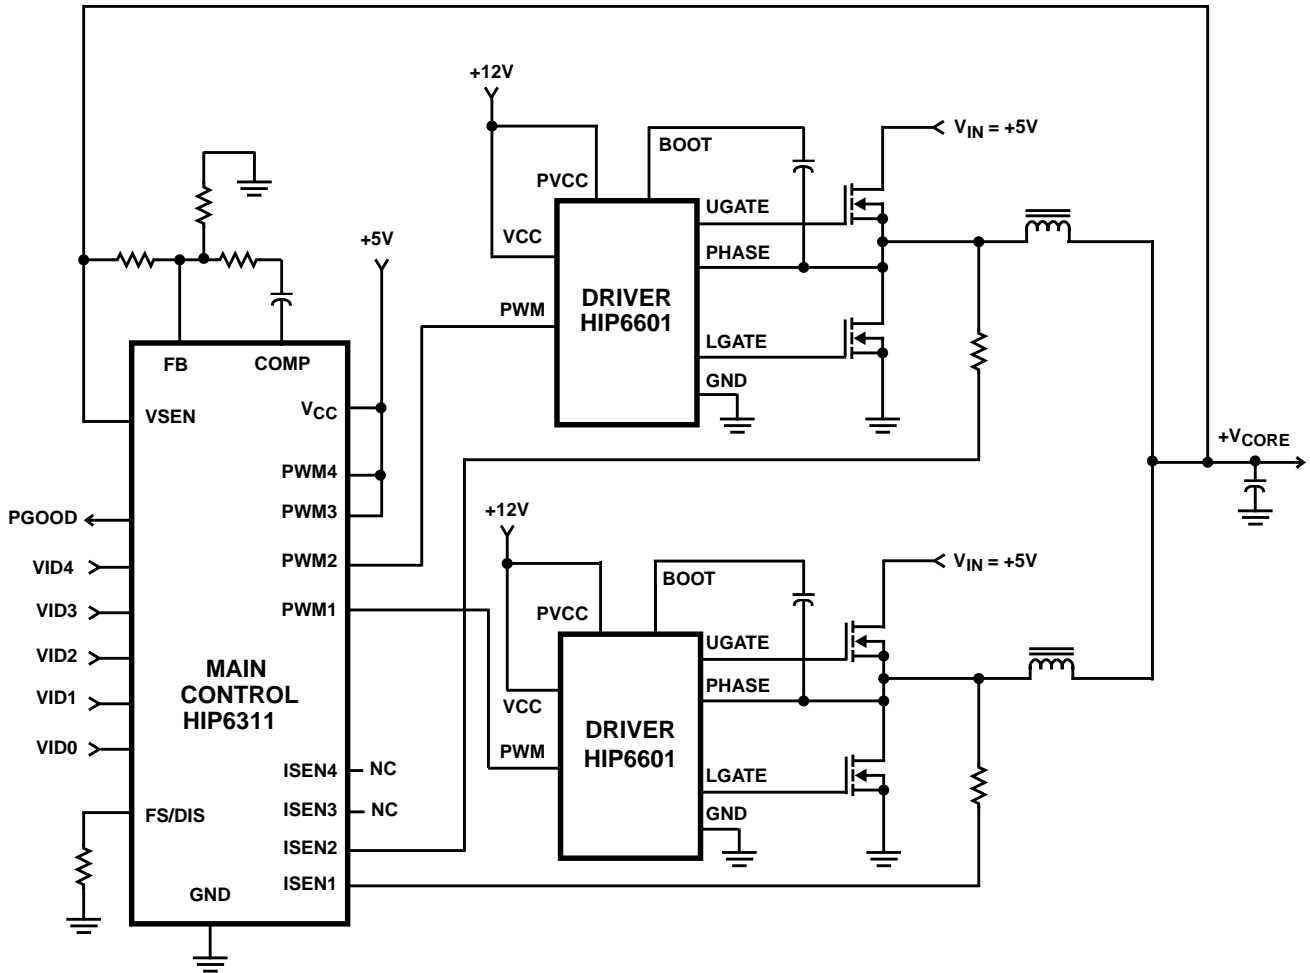 +12V
BOOT
VIN = +5V
PVCC
UGATE
VCC
PHASE
+5V
DRIVER
HIP6601
PWM
LGATE
GND
FB
COMP
VSEN
VCC
+VCORE
PWM4
PWM3
PGOOD
+12V
PWM2
VID4
BOOT
VIN = +5V
PWM1
VID3
PVCC
UGATE
VID2
MAIN
CONTROL
HIP6311
PHASE
VID1
VCC
DRIVER
HIP6601
VID0
PWM
LGATE
ISEN4
NC
ISEN3
NC
FS/DIS
GND
ISEN2
ISEN1
GND